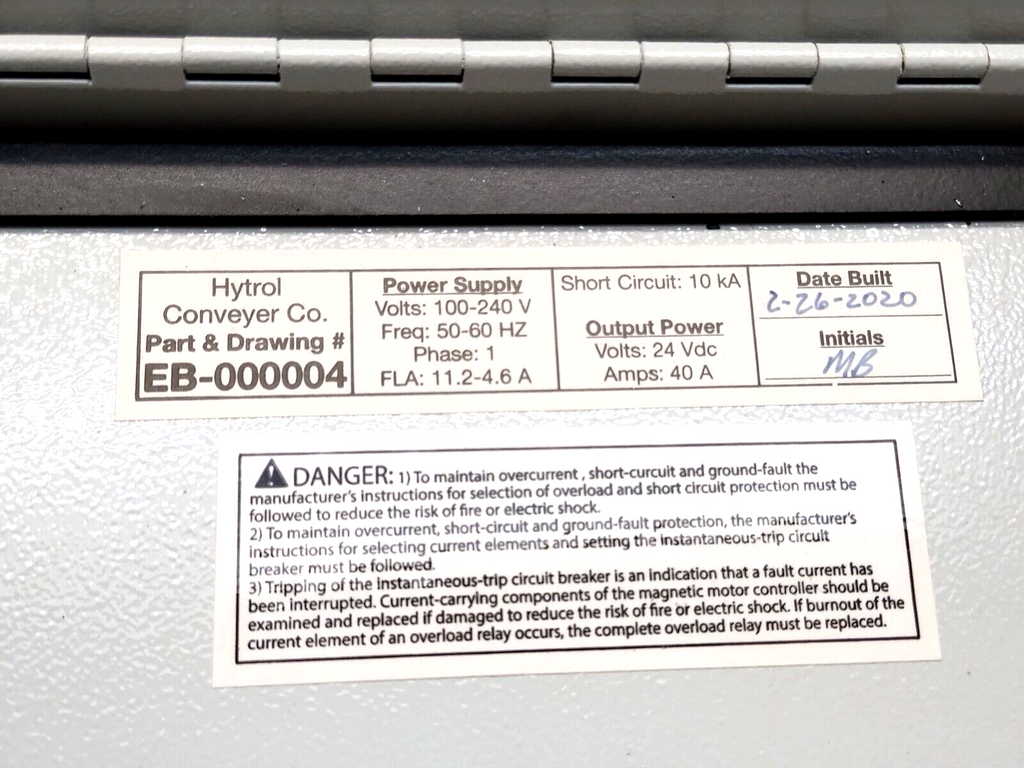 Hytrol
Conveyer Co.
Part & Drawing #
EB-000004
Power Supply
Volts: 100-240 V
Freq: 50-60 HZ
Phase: 1
FLA: 11.2-4.6 A
Short Circuit: 10 kA
Output Power
Volts: 24 Vdc
Amps: 40 A
Date Built
2-26-2020
Initials
MB
DANGER: 1) To maintain overcurrent , short-curcuit and ground-fault the
manufacturer's instructions for selection of overload and short circuit protection must be
followed to reduce the risk of fire or electric shock.
2) To maintain overcurrent, short-circuit and ground-fault protection, the manufacturer's
instructions for selecting current elements and setting the instantaneous-trip circuit
breaker must be followed.
3) Tripping of the instantaneous-trip circuit breaker is an indication that a fault current has
been interrupted. Current-carrying components of the magnetic motor controller should be
examined and replaced if damaged to reduce the risk of fire or electric shock. If burnout of the
current element of an overload relay occurs, the complete overload relay must be replaced.